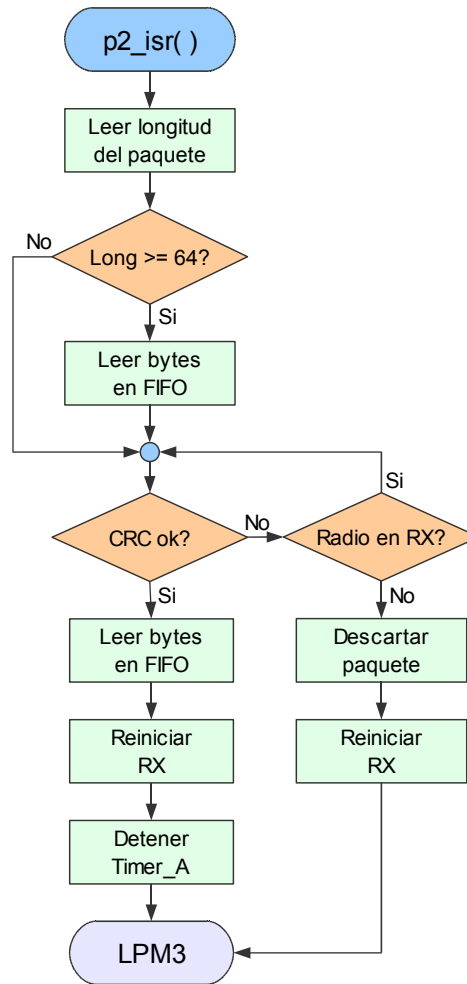 p2_isr( )
Leer longitud
del paquete
No
Long >= 64?
Si
Leer bytes
en FIFO
Si
CRC ok?
No
Radio en RX?
Si
No
Leer bytes
en FIFO
Descartar
paquete
Reiniciar
RX
Reiniciar
RX
Detener
Timer_A
LPM3